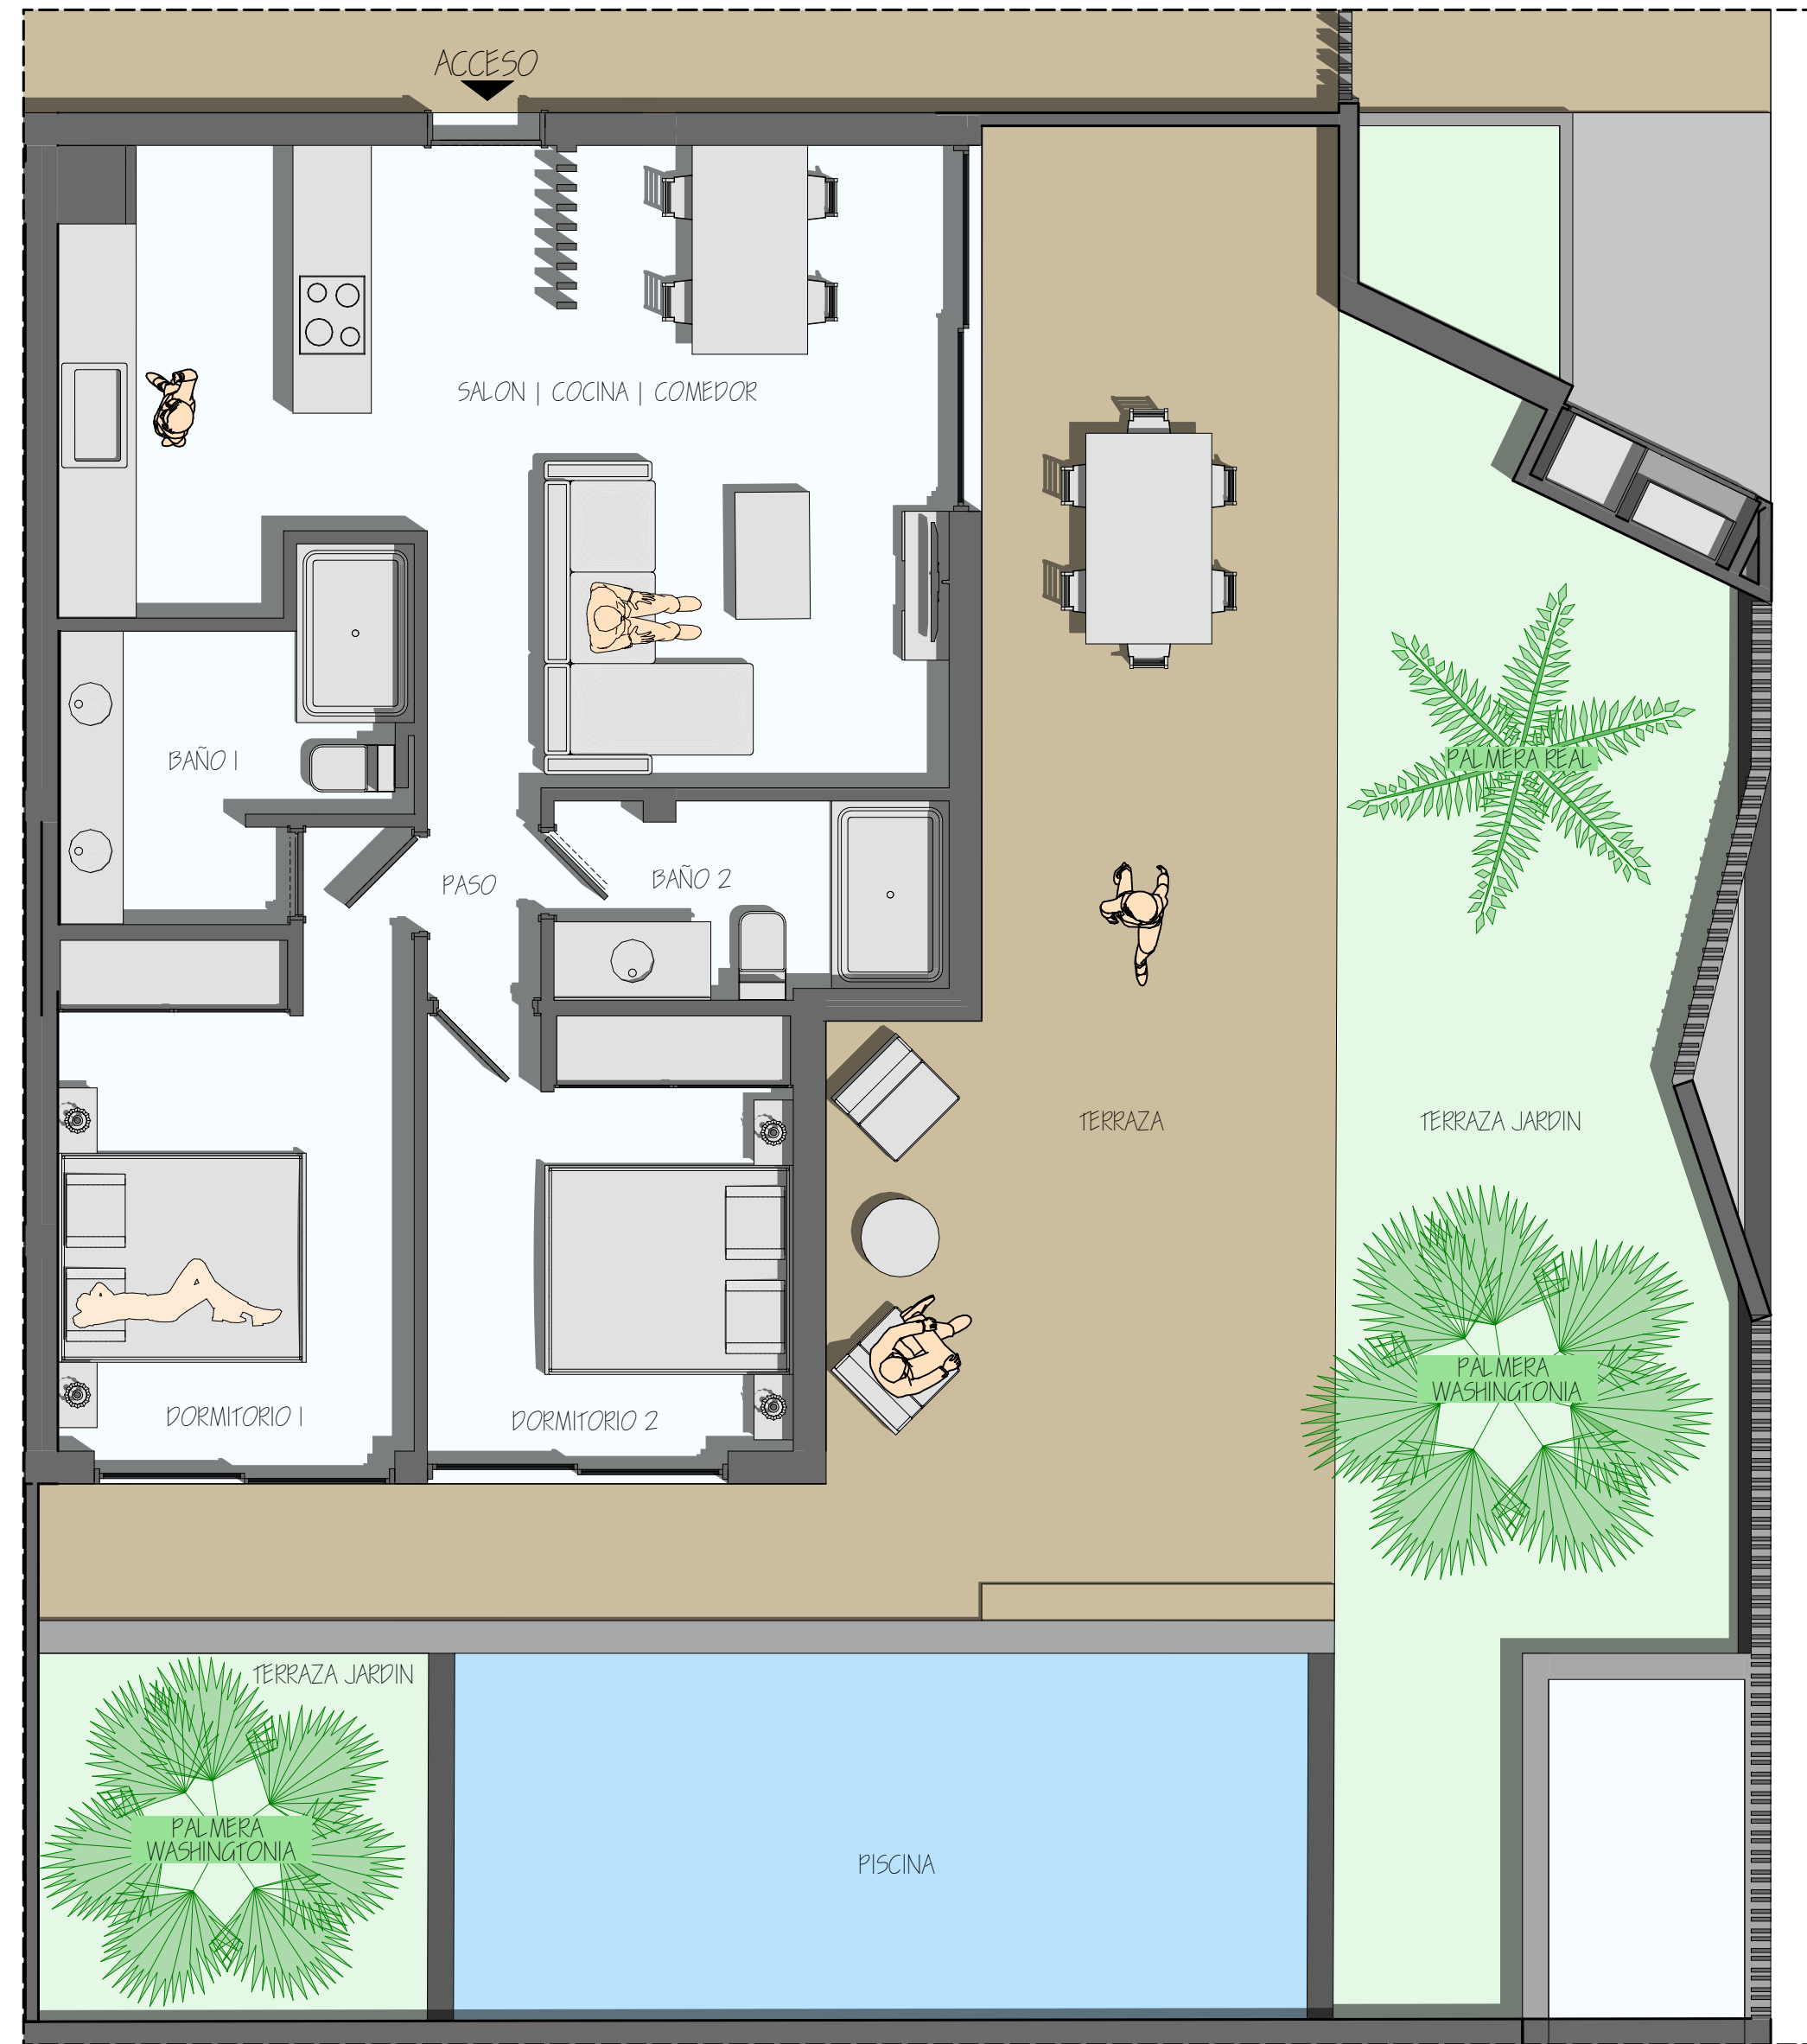 ACCESO
SALON | COCINA | COMEDOR
BAÑO 1
PALMERA REAL
PASO
BAÑO 2
TERRAZA
TERRAZA JARDIN
PALMERA
WASHINGTONIA
DORMITORIO 1
DORMITORIO 2
TERRAZA JARDIN
PALMERA
WASHINGTONIA
PISCINA